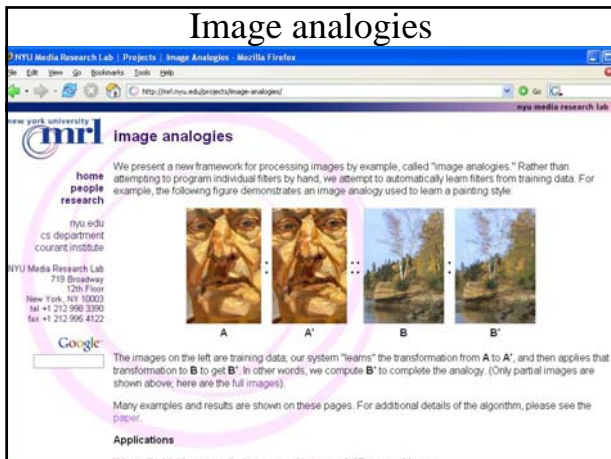 Image analogies
NYU Media Research Lab | Projects | Image Analogies - Mozilla Firefox
File Edit View Go Bookmarks Tools Help
http://mrl.nyu.edu/projects/image-analogies/
Go
nyu media research lab
new york university
mrl
image analogies
We present a new framework for processing images by example, called "image analogies." Rather than
attempting to program individual filters by hand, we attempt to automatically learn filters from training data. For
example, the following figure demonstrates an image analogy used to learn a painting style:
home
people
research
nyu.edu
cs department
courant institute
NYU Media Research Lab
719 Broadway
12th Floor
New York, NY 10003
tel +1 212 998 3390
fax +1 212 995 4122
Google
: :: :
A A' B B'
The images on the left are training data; our system "learns" the transformation from A to A', and then applies that
transformation to B to get B'. In other words, we compute B' to complete the analogy. (Only partial images are
shown above; here are the full images).
Many examples and results are shown on these pages. For additional details of the algorithm, please see the
paper.
Applications